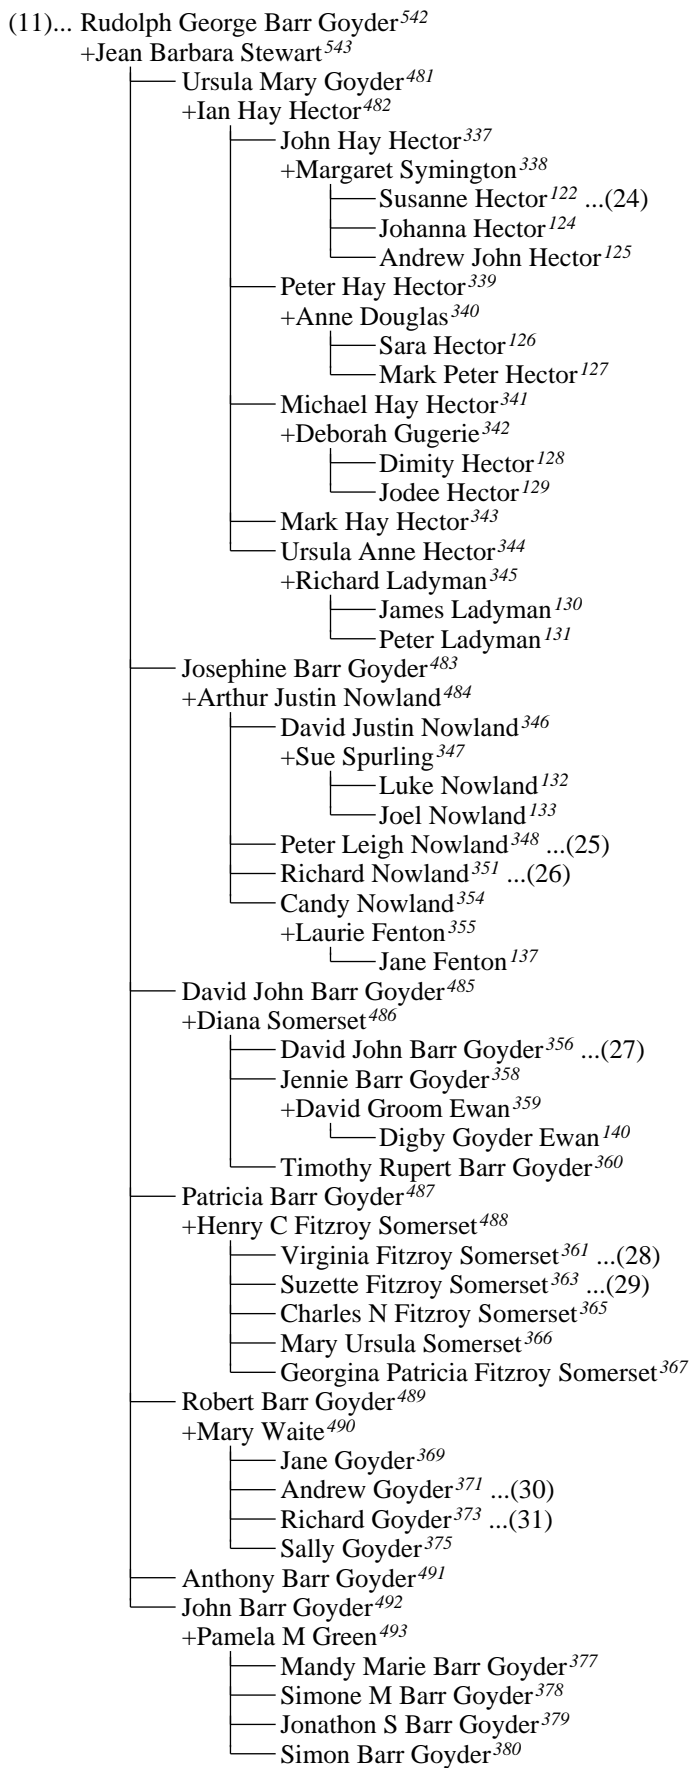 (11)... Rudolph George Barr Goyder542
+Jean Barbara Stewart543
Ursula Mary Goyder481
+Ian Hay Hector482
John Hay Hector337
+Margaret Symington338
Susanne Hector122 ...(24)
Johanna Hector124
Andrew John Hector125
Peter Hay Hector339
+Anne Douglas340
Sara Hector126
Mark Peter Hector127
Michael Hay Hector341
+Deborah Gugerie342
Dimity Hector128
Jodee Hector129
Mark Hay Hector343
Ursula Anne Hector344
+Richard Ladyman345
James Ladyman130
Peter Ladyman131
Josephine Barr Goyder483
+Arthur Justin Nowland484
David Justin Nowland346
+Sue Spurling347
Luke Nowland132
Joel Nowland133
Peter Leigh Nowland348 ...(25)
Richard Nowland351 ...(26)
Candy Nowland354
+Laurie Fenton355
Jane Fenton137
David John Barr Goyder485
+Diana Somerset486
David John Barr Goyder356 ...(27)
Jennie Barr Goyder358
+David Groom Ewan359
Digby Goyder Ewan140
Timothy Rupert Barr Goyder360
Patricia Barr Goyder487
+Henry C Fitzroy Somerset488
Virginia Fitzroy Somerset361 ...(28)
Suzette Fitzroy Somerset363 ...(29)
Charles N Fitzroy Somerset365
Mary Ursula Somerset366
Georgina Patricia Fitzroy Somerset367
Robert Barr Goyder489
+Mary Waite490
Jane Goyder369
Andrew Goyder371 ...(30)
Richard Goyder373 ...(31)
Sally Goyder375
Anthony Barr Goyder491
John Barr Goyder492
+Pamela M Green493
Mandy Marie Barr Goyder377
Simone M Barr Goyder378
Jonathon S Barr Goyder379
Simon Barr Goyder380